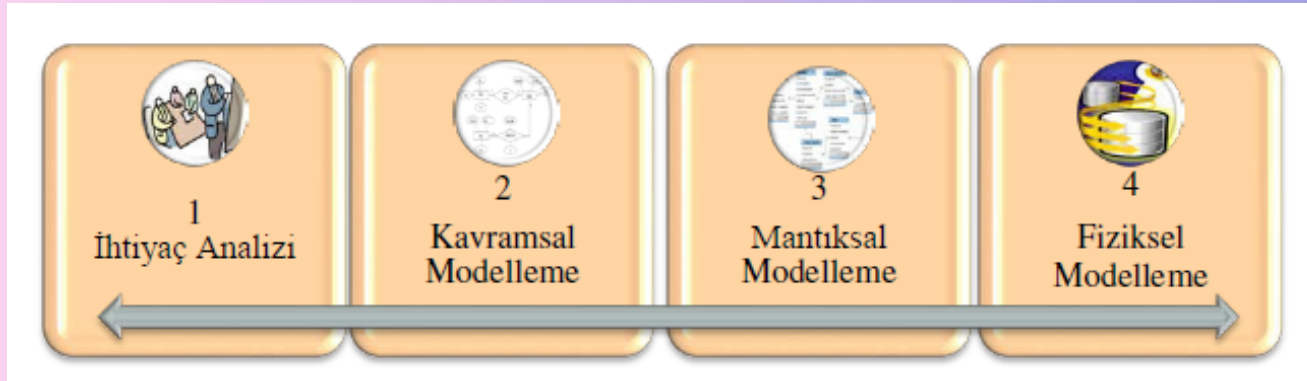 1
İhtiyaç Analizi
2
Kavramsal
Modelleme
3
Mantıksal
Modelleme
4
Fiziksel
Modelleme